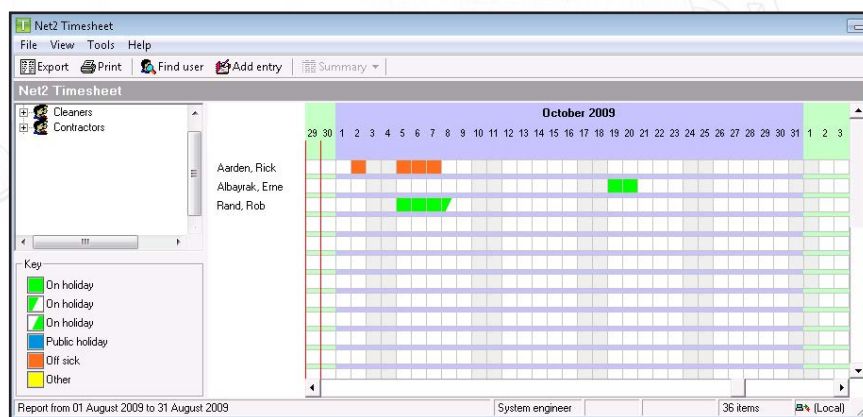 Net2 Timesheet
File View Tools Help
Export Print Find user Add entry Summary
Net2 Timesheet
Cleaners
Contractors
October 2009
29 30 1 2 3 4 5 6 7 8 9 10 11 12 13 14 15 16 17 18 19 20 21 22 23 24 25 26 27 28 29 30 31 1 2 3
Aarden, Rick
Albayrak, Eme
Rand, Rob
Key
On holiday
On holiday
On holiday
Public holiday
Off sick
Other
Report from 01 August 2009 to 31 August 2009 System engineer 36 items (Local)